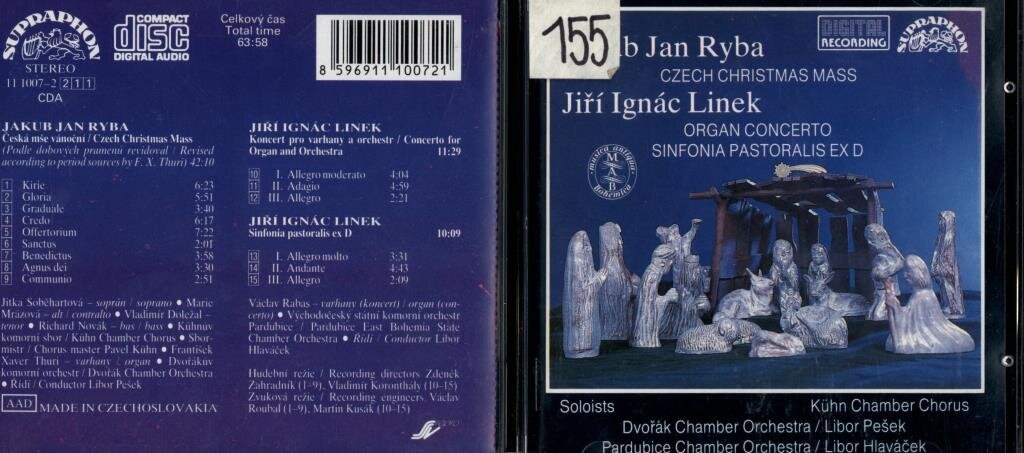 SUPRAPHON
COMPACT
disc
DIGITAL AUDIO
Celkový čas
Total time
63:58
8 596911 100721
STEREO
11 1007-2 211
CDA
JAKUB JAN RYBA
Česká mše vánoční / Czech Christmas Mass
(Podle dobových pramenů revidoval / Revised
according to period sources by F. X. Thuri) 42:10
1 Kirie 6:23
2 Gloria 5:51
3 Graduale 3:40
4 Credo 6:17
5 Offertorium 7:22
6 Sanctus 2:01
7 Benedictus 3:58
8 Agnus dei 3:30
9 Communio 2:51
Jitka Soběhartová – soprán / soprano ● Marie
Mrázová – alt / contralto ● Vladimír Doležal –
tenor ● Richard Novák – bas / bass ● Kühnův
komorní sbor / Kühn Chamber Chorus ● Sbor-
mistr / Chorus master Pavel Kühn ● František
Xaver Thuri – varhany / organ ● Dvořákův
komorní orchestr / Dvořák Chamber Orchestra
● Řídí / Conductor Libor Pešek
AAD MADE IN CZECHOSLOVAKIA
JIŘÍ IGNÁC LINEK
Koncert pro varhany a orchestr / Concerto for
Organ and Orchestra 11:29
10 I. Allegro moderato 4:04
11 II. Adagio 4:59
12 III. Allegro 2:21
JIŘÍ IGNÁC LINEK
Sinfonia pastoralis ex D 10:09
13 I. Allegro molto 3:31
14 II. Andante 4:43
15 III. Allegro 2:09
Václav Rabas – varhany (koncert) / organ (con-
certo) ● Východočeský státní komorní orchestr
Pardubice / Pardubice East Bohemia State
Chamber Orchestra ● Řídí / Conductor Libor
Hlaváček
Hudební režie / Recording directors Zdeněk
Zahradník (1–9), Vladimír Koronthály (10–15)
Zvuková režie / Recording engineers Václav
Roubal (1–9), Martin Kusák (10–15)
155
DIGITAL
RECORDING
SUPRAPHON
b Jan Ryba
CZECH CHRISTMAS MASS
Jiří Ignác Linek
ORGAN CONCERTO
SINFONIA PASTORALIS EX D
musica antiqua
MAB
Bohemica
Soloists Kühn Chamber Chorus
Dvořák Chamber Orchestra / Libor Pešek
Pardubice Chamber Orchestra / Libor Hlaváček